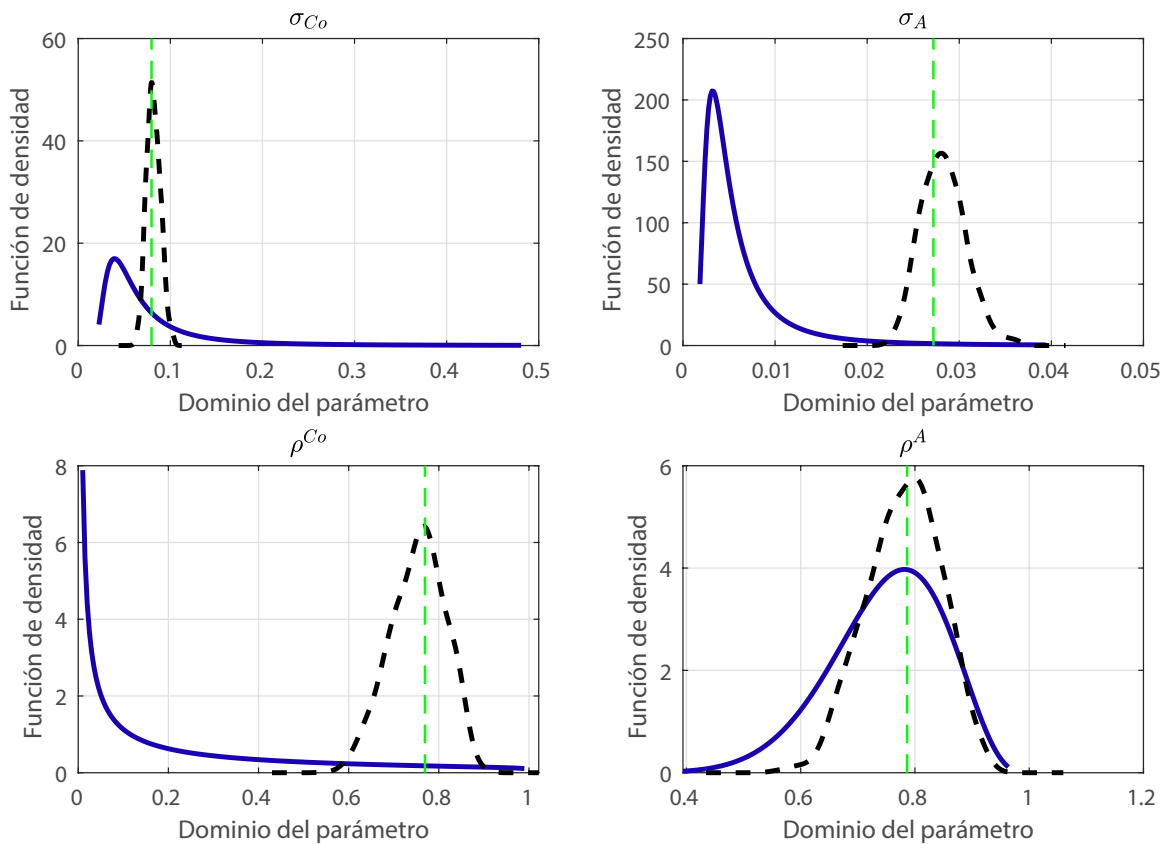 σ_Co
60
40
20
0
0 0.1 0.2 0.3 0.4 0.5
Función de densidad
Dominio del parámetro
σ_A
250
200
150
100
50
0
0 0.01 0.02 0.03 0.04 0.05
Función de densidad
Dominio del parámetro
ρ^Co
8
6
4
2
0
0 0.2 0.4 0.6 0.8 1
Función de densidad
Dominio del parámetro
ρ^A
6
4
2
0
0.4 0.6 0.8 1 1.2
Función de densidad
Dominio del parámetro